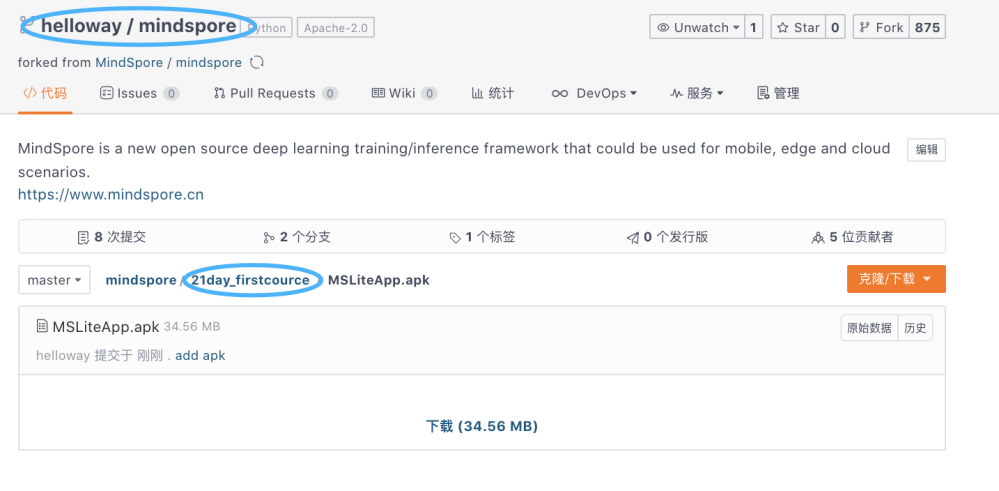 helloway / mindspore Python Apache-2.0 Unwatch 1 Star 0 Fork 875
forked from MindSpore / mindspore
代码 Issues 0 Pull Requests 0 Wiki 0 统计 DevOps 服务 管理
MindSpore is a new open source deep learning training/inference framework that could be used for mobile, edge and cloud 编辑
scenarios.
https://www.mindspore.cn
8 次提交 2 个分支 1 个标签 0 个发行版 5 位贡献者
master mindspore / 21day_firstcource MSLiteApp.apk 克隆/下载
MSLiteApp.apk 34.56 MB 原始数据 历史
helloway 提交于 刚刚 . add apk
下载 (34.56 MB)